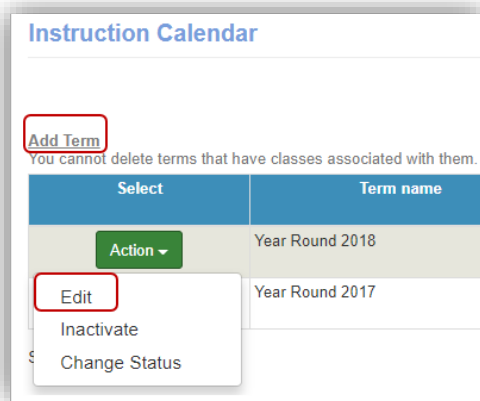 Instruction Calendar
Add Term
You cannot delete terms that have classes associated with them.
Select Term name
Action Year Round 2018
Edit Year Round 2017
Inactivate
Change Status